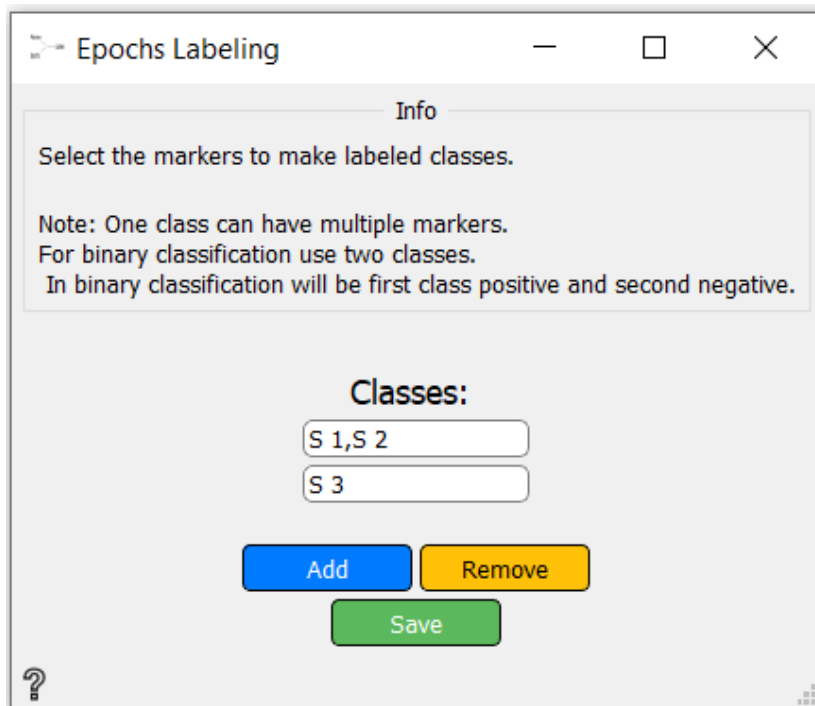 Epochs Labeling
Info
Select the markers to make labeled classes.
Note: One class can have multiple markers.
For binary classification use two classes.
In binary classification will be first class positive and second negative.
Classes:
S 1,S 2
S 3
Add Remove
Save
?